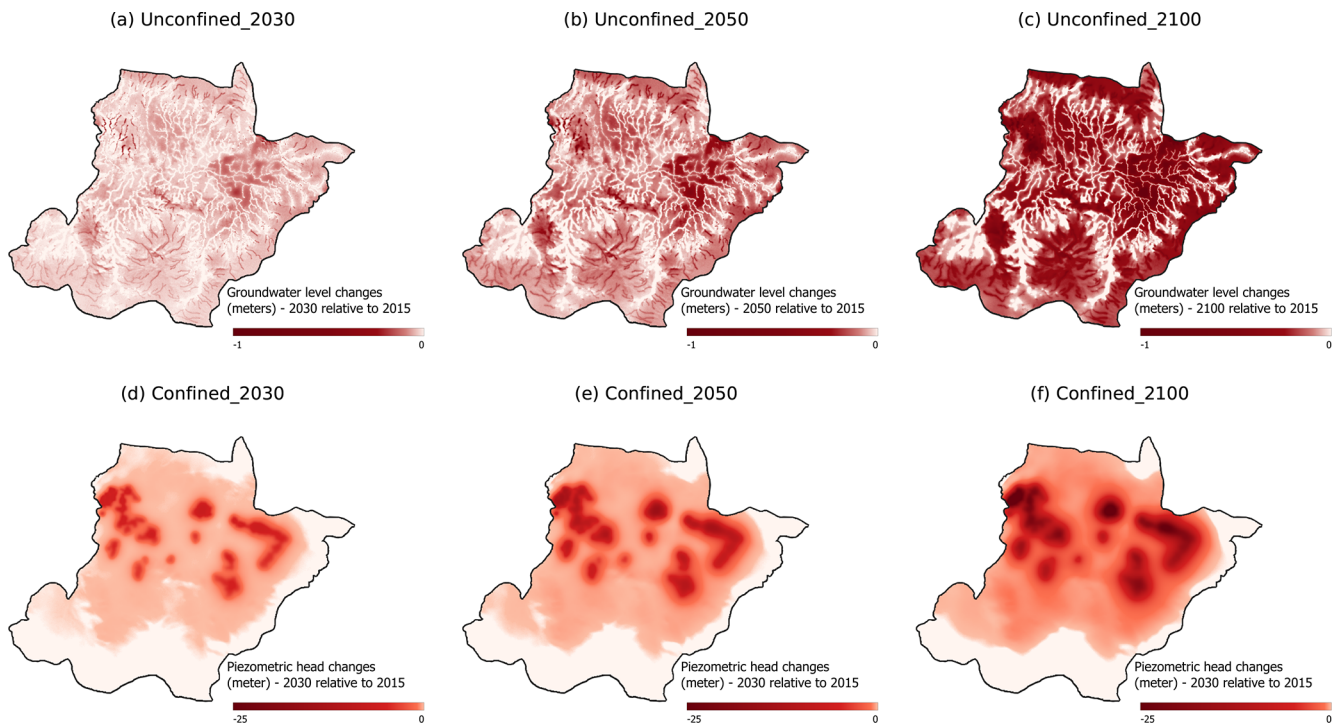 (a) Unconfined_2030
(b) Unconfined_2050
(c) Unconfined_2100
Groundwater level changes
(meters) - 2030 relative to 2015
-1 0
Groundwater level changes
(meters) - 2050 relative to 2015
-1 0
Groundwater level changes
(meters) - 2100 relative to 2015
-1 0
(d) Confined_2030
(e) Confined_2050
(f) Confined_2100
Piezometric head changes
(meter) - 2030 relative to 2015
-25 0
Piezometric head changes
(meter) - 2030 relative to 2015
-25 0
Piezometric head changes
(meter) - 2030 relative to 2015
-25 0